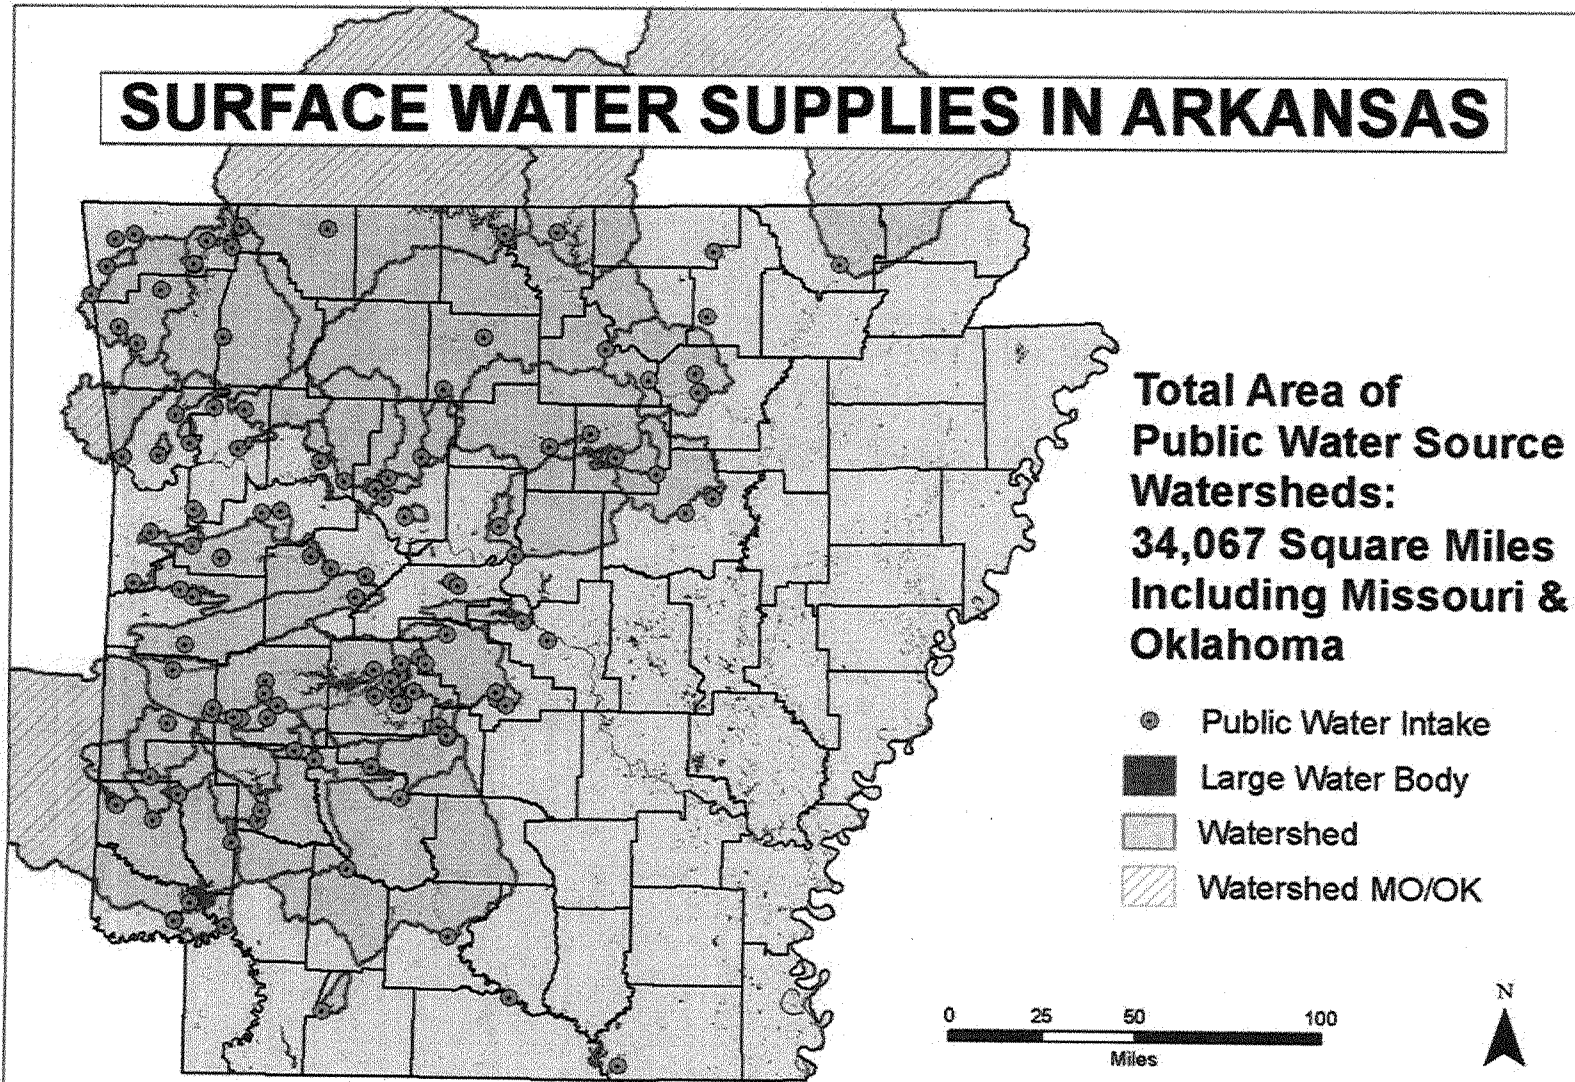 SURFACE WATER SUPPLIES IN ARKANSAS
Total Area of
Public Water Source
Watersheds:
34,067 Square Miles
Including Missouri &
Oklahoma
Public Water Intake
Large Water Body
Watershed
Watershed MO/OK
0 25 50 100
Miles
N